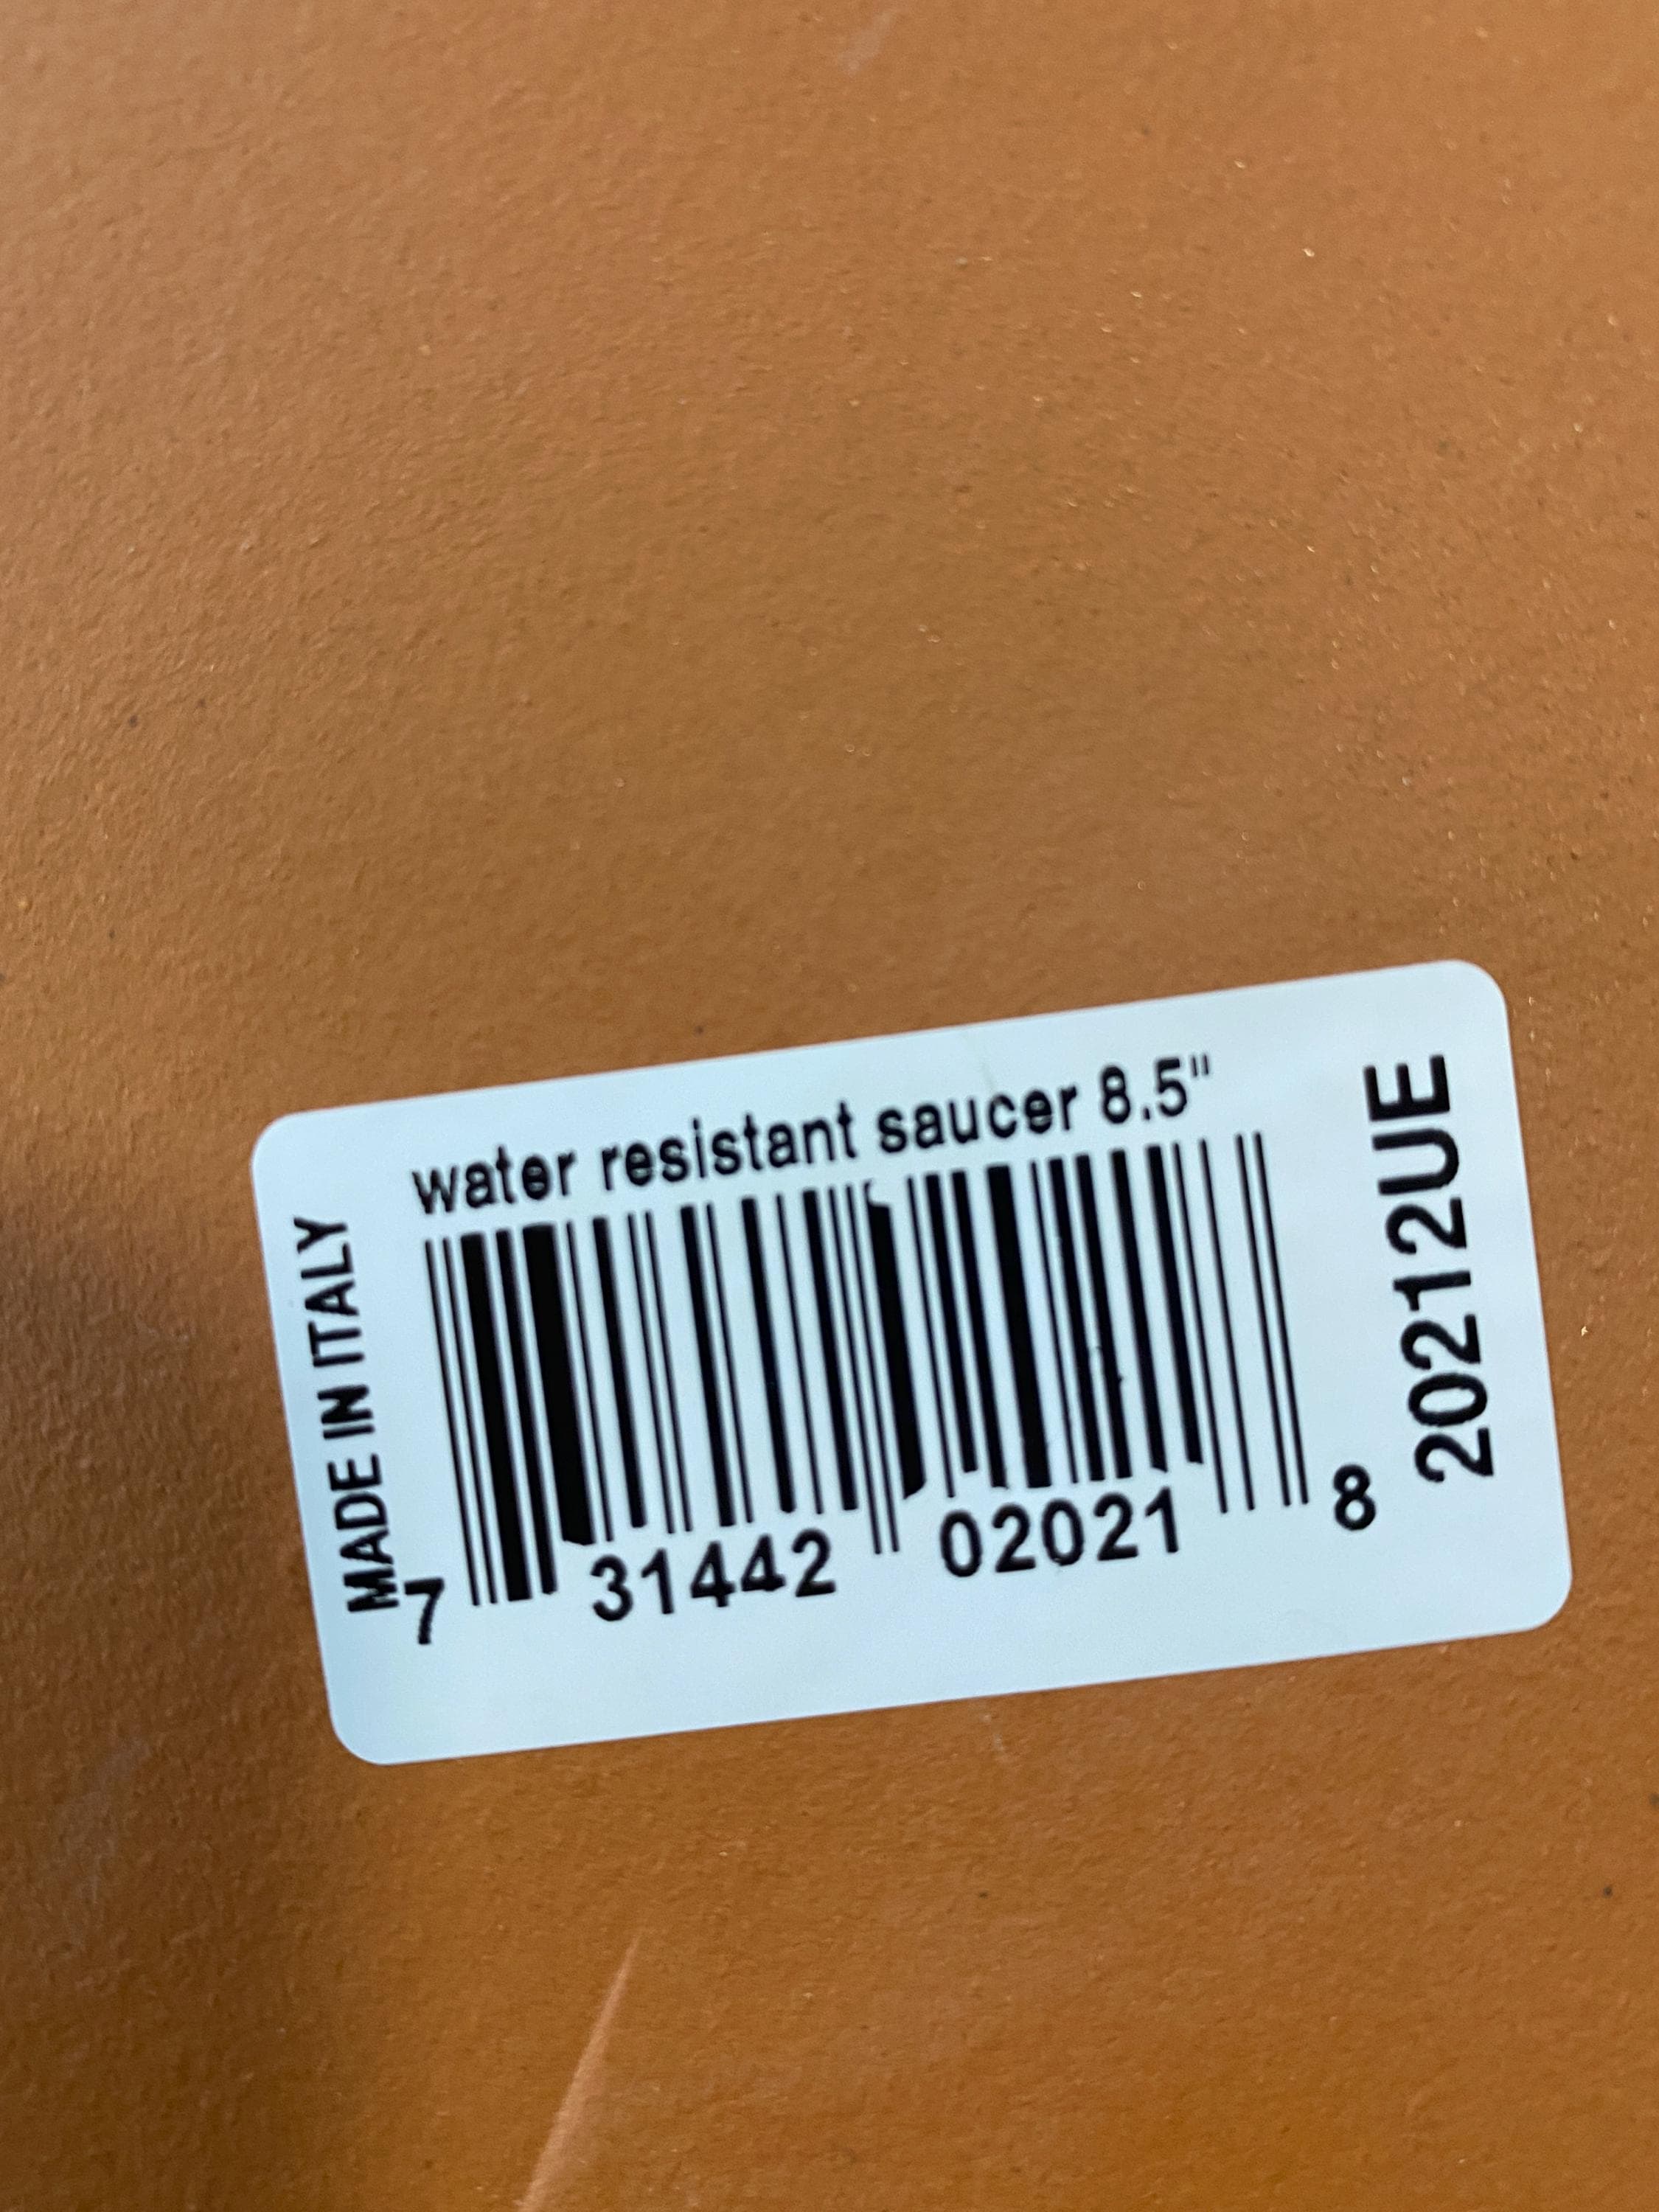 water resistant saucer 8.5"
MADE IN ITALY
7 31442 02021 8
20212UE